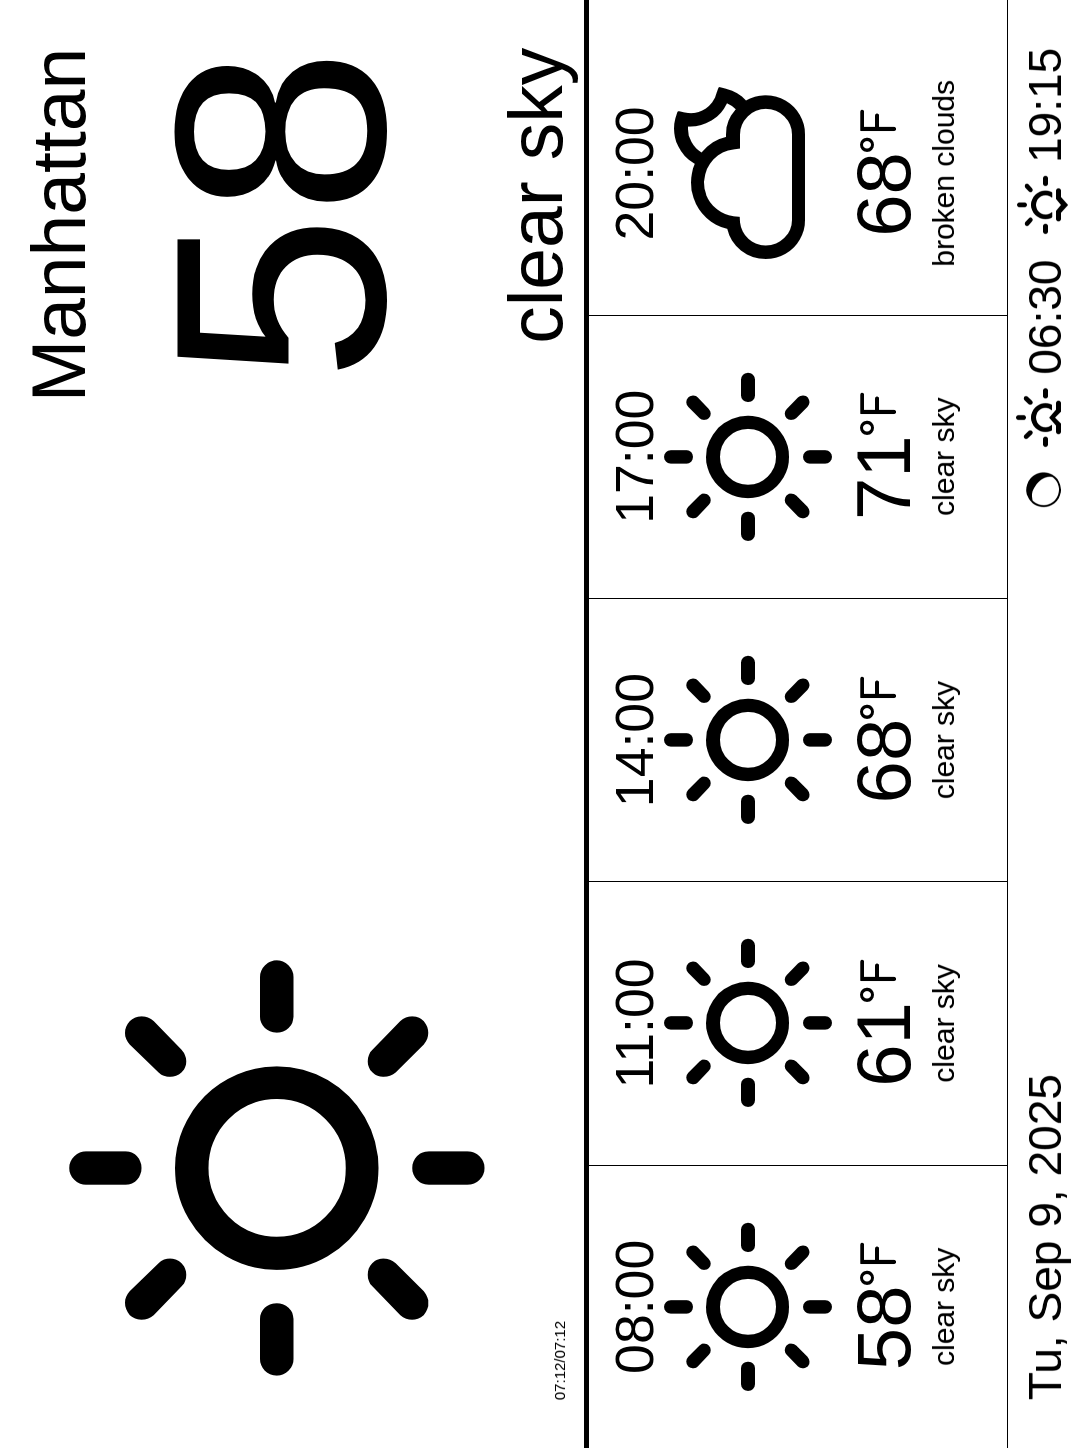 Manhattan
58
clear sky
07:12/07:12
08:00
58°F
clear sky
11:00
61°F
clear sky
14:00
68°F
clear sky
17:00
71°F
clear sky
20:00
68°F
broken clouds
Tu, Sep 9, 2025
06:30 19:15